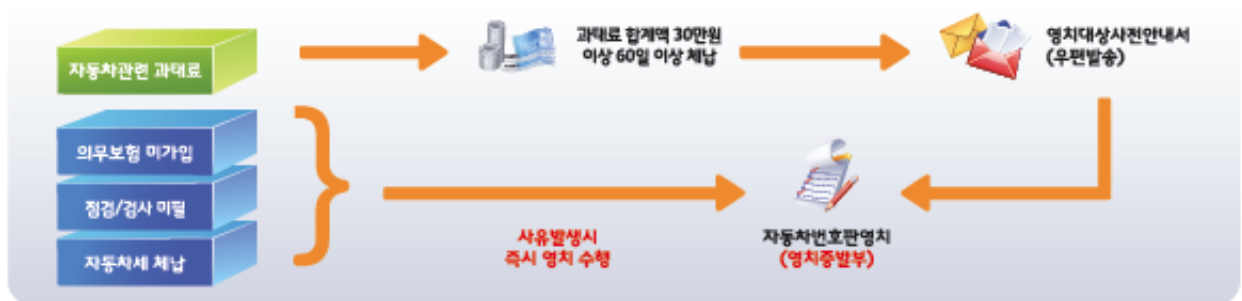 자동차관련 과태료
과태료 합계액 30만원
이상 60일 이상 체납
영치대상사전안내서
(우편발송)
의무보험 미가입
점검/검사 미필
자동차세 체납
사유발생시
즉시 영치 수행
자동차번호판영치
(영치증발부)